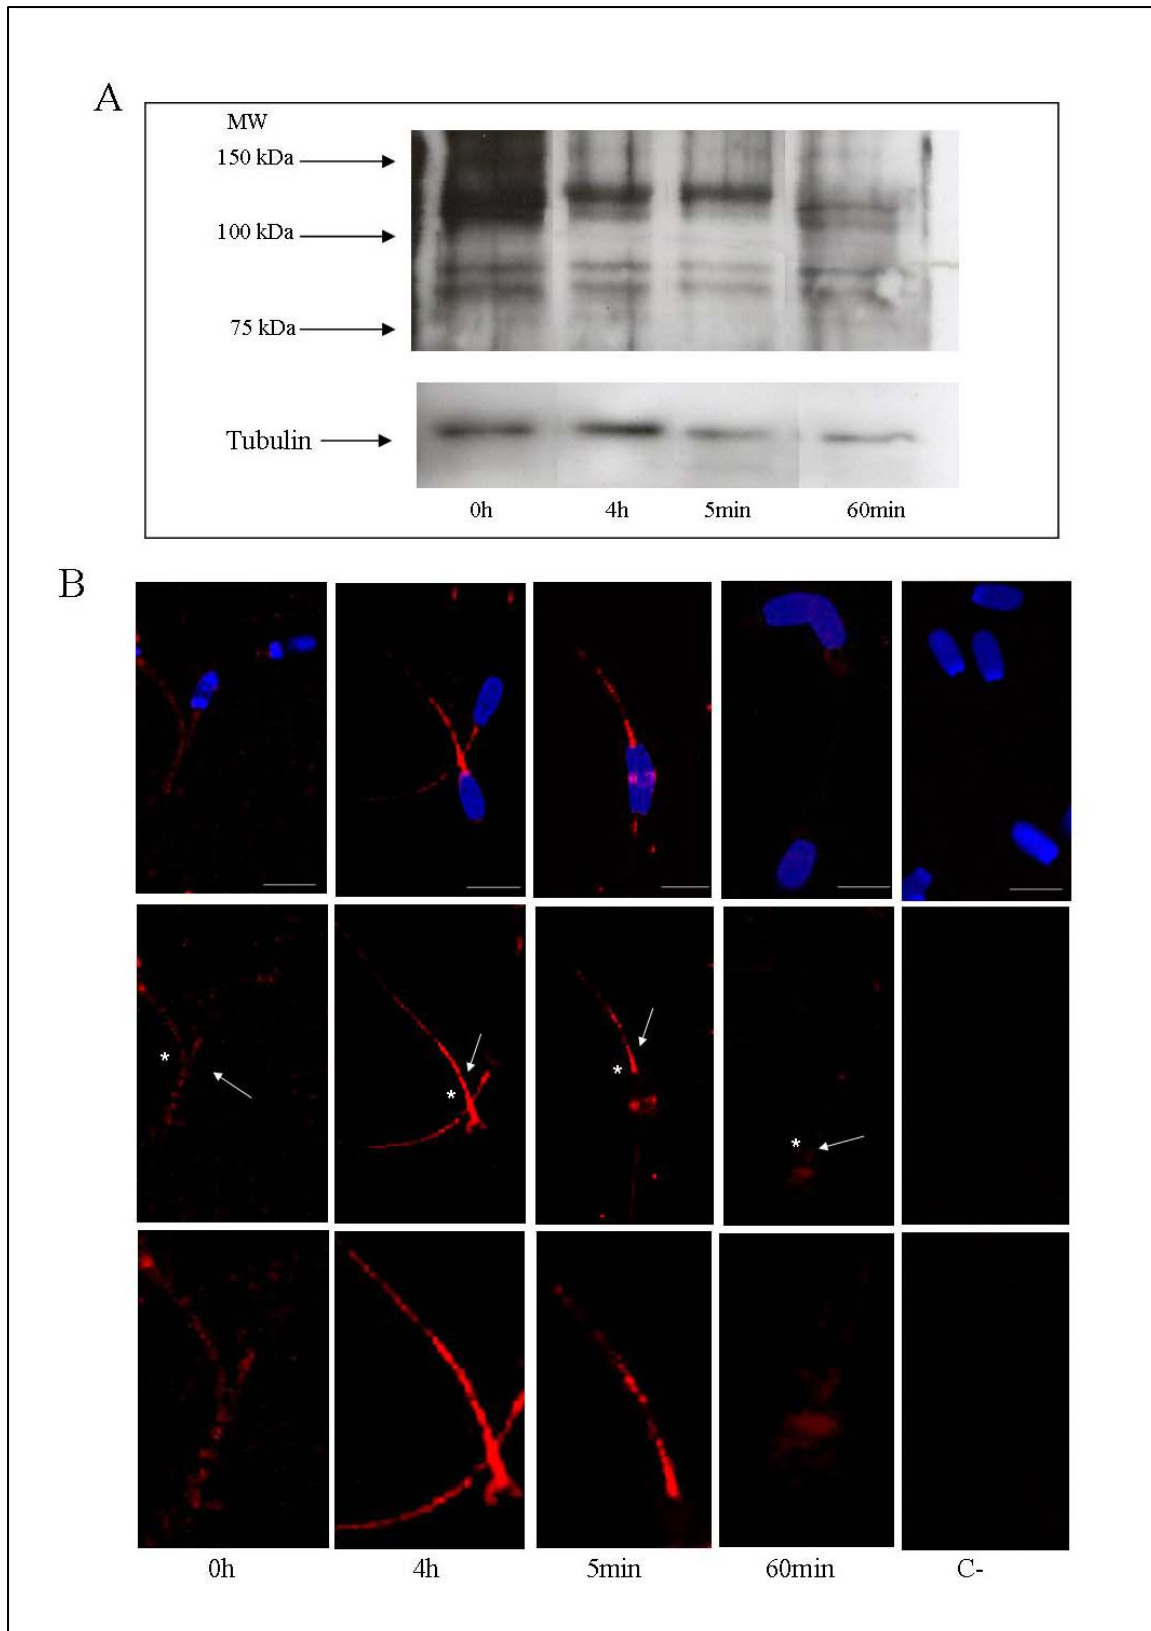 A
MW
150 kDa
100 kDa
75 kDa
Tubulin
0h 4h 5min 60min
B
*
*
*
*
0h 4h 5min 60min C-